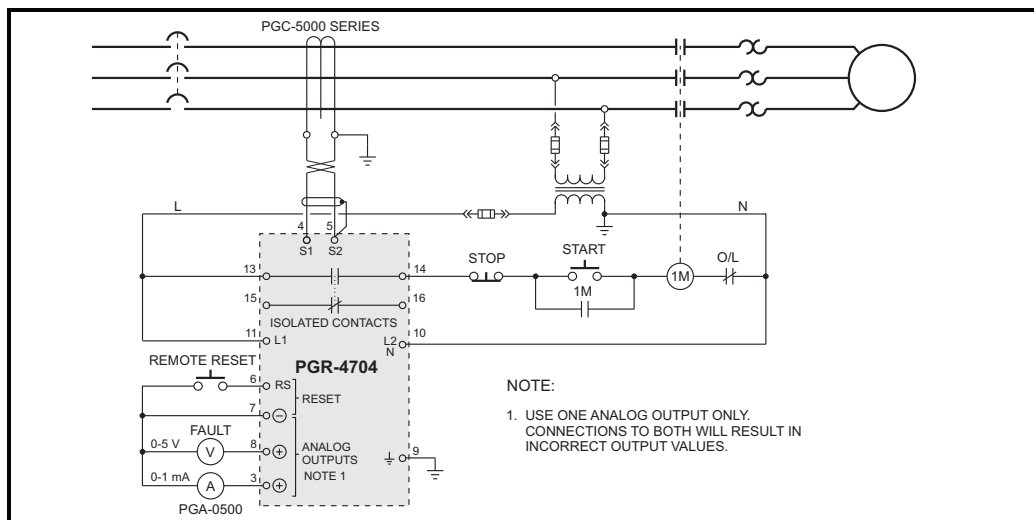 PGC-5000 SERIES
L
N
4
5
S1
S2
13
14
STOP
START
O/L
1M
1M
15
16
ISOLATED CONTACTS
11
L1
L2
N
10
REMOTE RESET
PGR-4704
6
RS
RESET
7
FAULT
0-5 V
V
8
ANALOG
OUTPUTS
NOTE 1
9
0-1 mA
A
3
PGA-0500
NOTE:
1. USE ONE ANALOG OUTPUT ONLY.
CONNECTIONS TO BOTH WILL RESULT IN
INCORRECT OUTPUT VALUES.